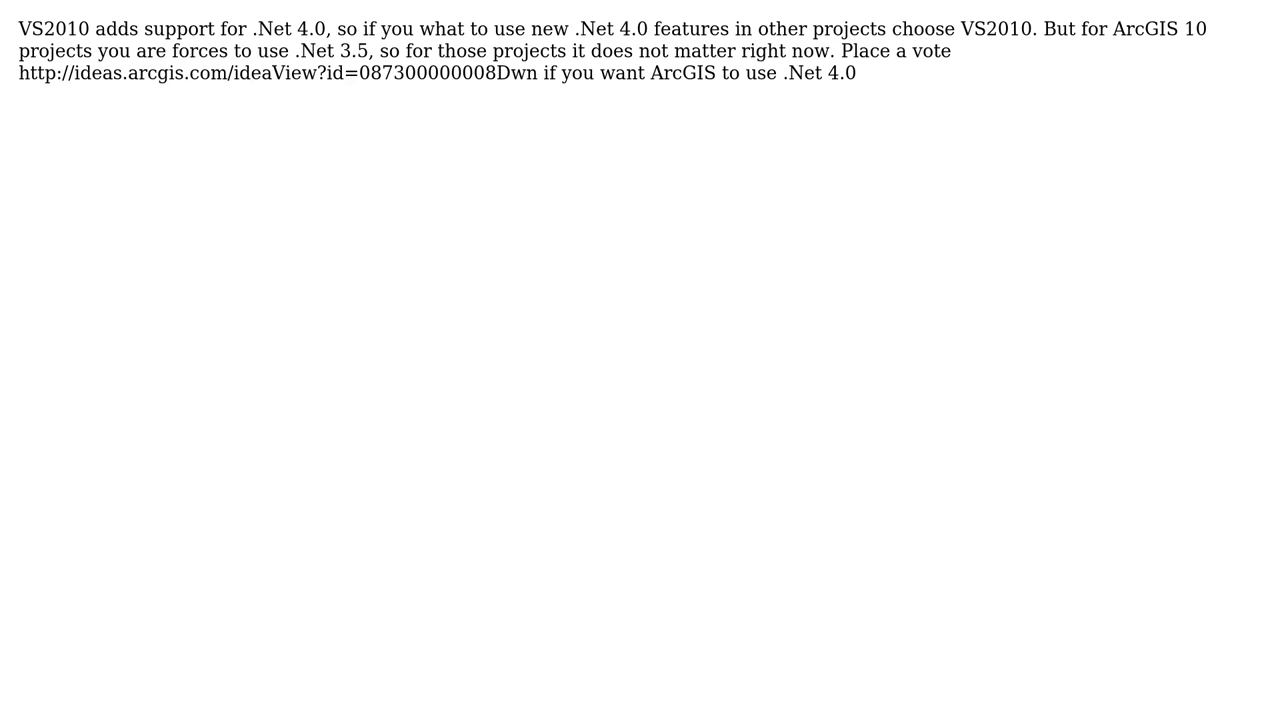 VS2010 adds support for .Net 4.0, so if you what to use new .Net 4.0 features in other projects choose VS2010. But for ArcGIS 10
projects you are forces to use .Net 3.5, so for those projects it does not matter right now. Place a vote
http://ideas.arcgis.com/ideaView?id=087300000008Dwn if you want ArcGIS to use .Net 4.0